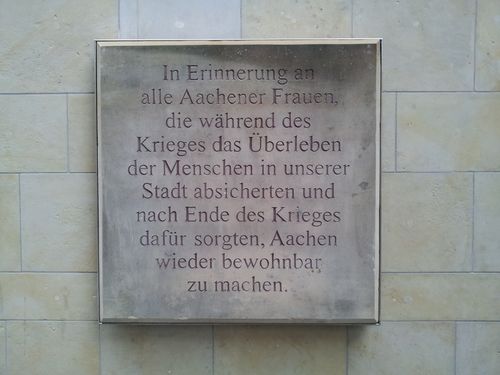 In Erinnerung an
alle Aachener Frauen,
die während des
Krieges das Überleben
der Menschen in unserer
Stadt absicherten und
nach Ende des Krieges
dafür sorgten, Aachen
wieder bewohnbar
zu machen.